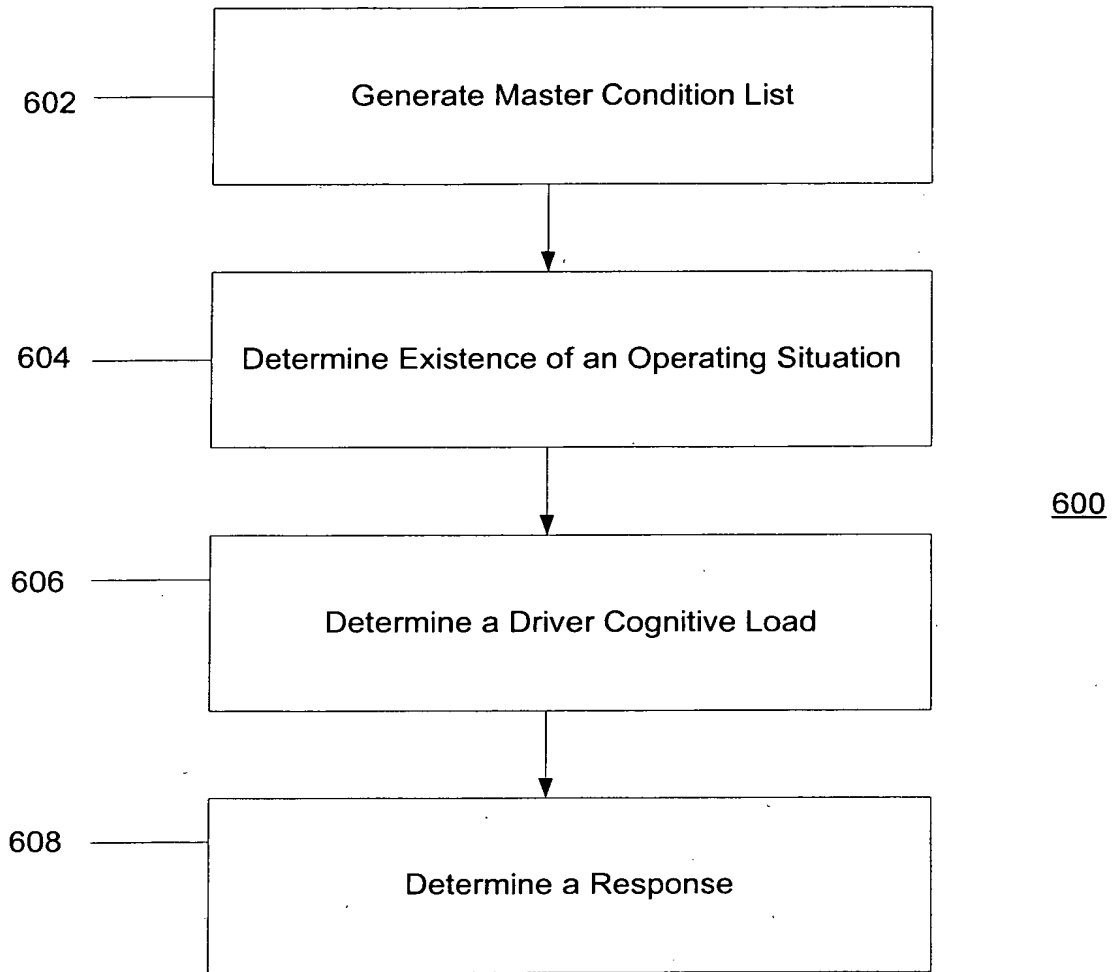 602
Generate Master Condition List
604
Determine Existence of an Operating Situation
600
606
Determine a Driver Cognitive Load
608
Determine a Response